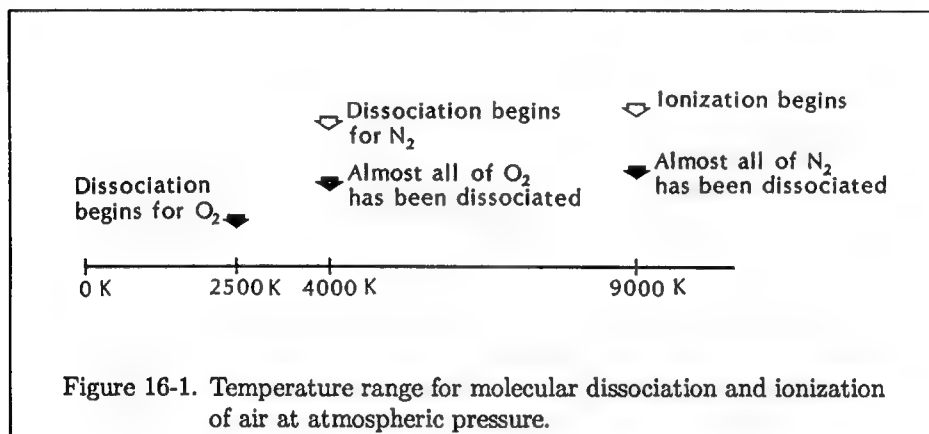 Dissociation begins for N₂
Ionization begins
Dissociation begins for O₂
Almost all of O₂ has been dissociated
Almost all of N₂ has been dissociated
0 K
2500 K
4000 K
9000 K
Figure 16-1. Temperature range for molecular dissociation and ionization
of air at atmospheric pressure.